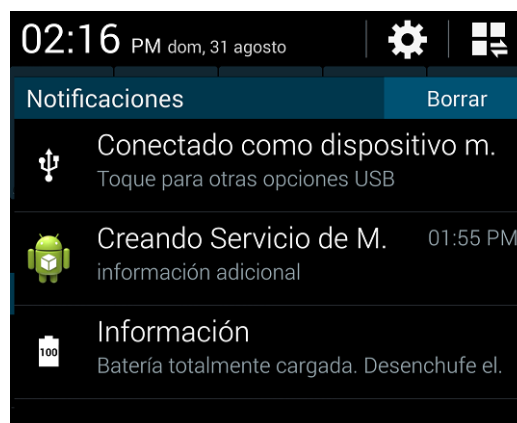 02:16 PM dom, 31 agosto
Notificaciones Borrar
Conectado como dispositivo m.
Toque para otras opciones USB
Creando Servicio de M. 01:55 PM
información adicional
100 Información
Batería totalmente cargada. Desenchufe el.